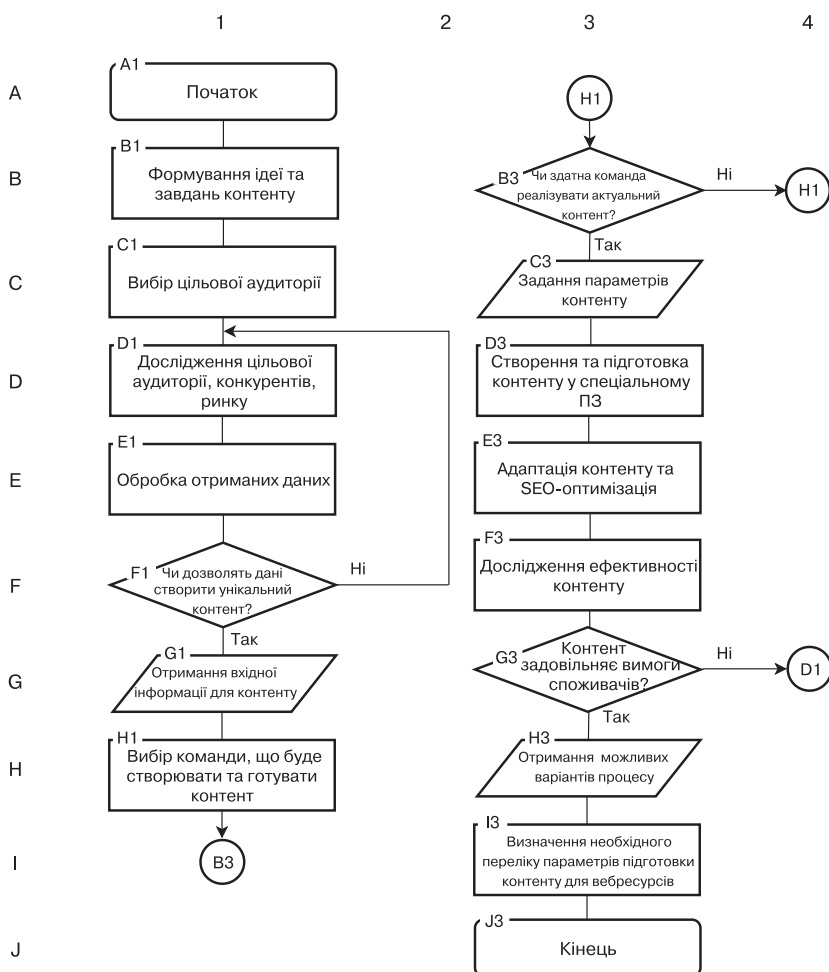 1
2
3
4
A
B
C
D
E
F
G
H
I
J
A1
Початок
B1
Формування ідеї та
завдань контенту
C1
Вибір цільової аудиторії
D1
Дослідження цільової
аудиторії, конкурентів,
ринку
E1
Обробка отриманих даних
F1
Чи дозволять дані
створити унікальний
контент?
Ні
Так
G1
Отримання вхідної
інформації для контенту
H1
Вибір команди, що буде
створювати та готувати
контент
B3
H1
B3
Чи здатна команда
реалізувати актуальний
контент?
Ні
H1
Так
C3
Задання параметрів
контенту
D3
Створення та підготовка
контенту у спеціальному
ПЗ
E3
Адаптація контенту та
SEO-оптимізація
F3
Дослідження ефективності
контенту
G3
Контент
задовільняє вимоги
споживачів?
Ні
D1
Так
H3
Отримання можливих
варіантів процесу
I3
Визначення необхідного
переліку параметрів підготовки
контенту для вебресурсів
J3
Кінець